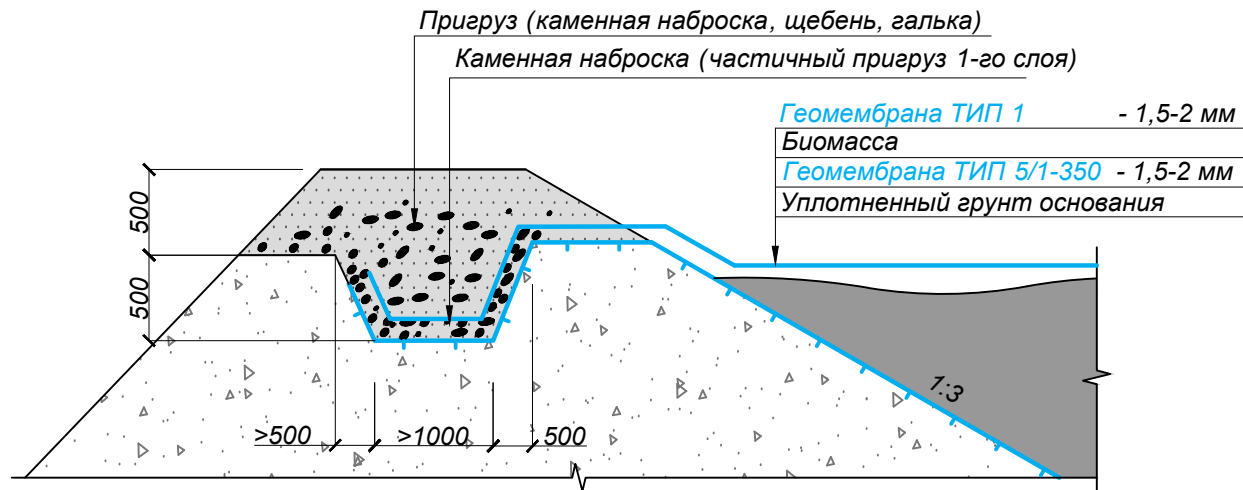 Пригруз (каменная наброска, щебень, галька)
Каменная наброска (частичный пригруз 1-го слоя)
Геомембрана ТИП 1 - 1,5-2 мм
Биомасса
Геомембрана ТИП 5/1-350 - 1,5-2 мм
Уплотненный грунт основания
500
500
1:3
>500 >1000 500